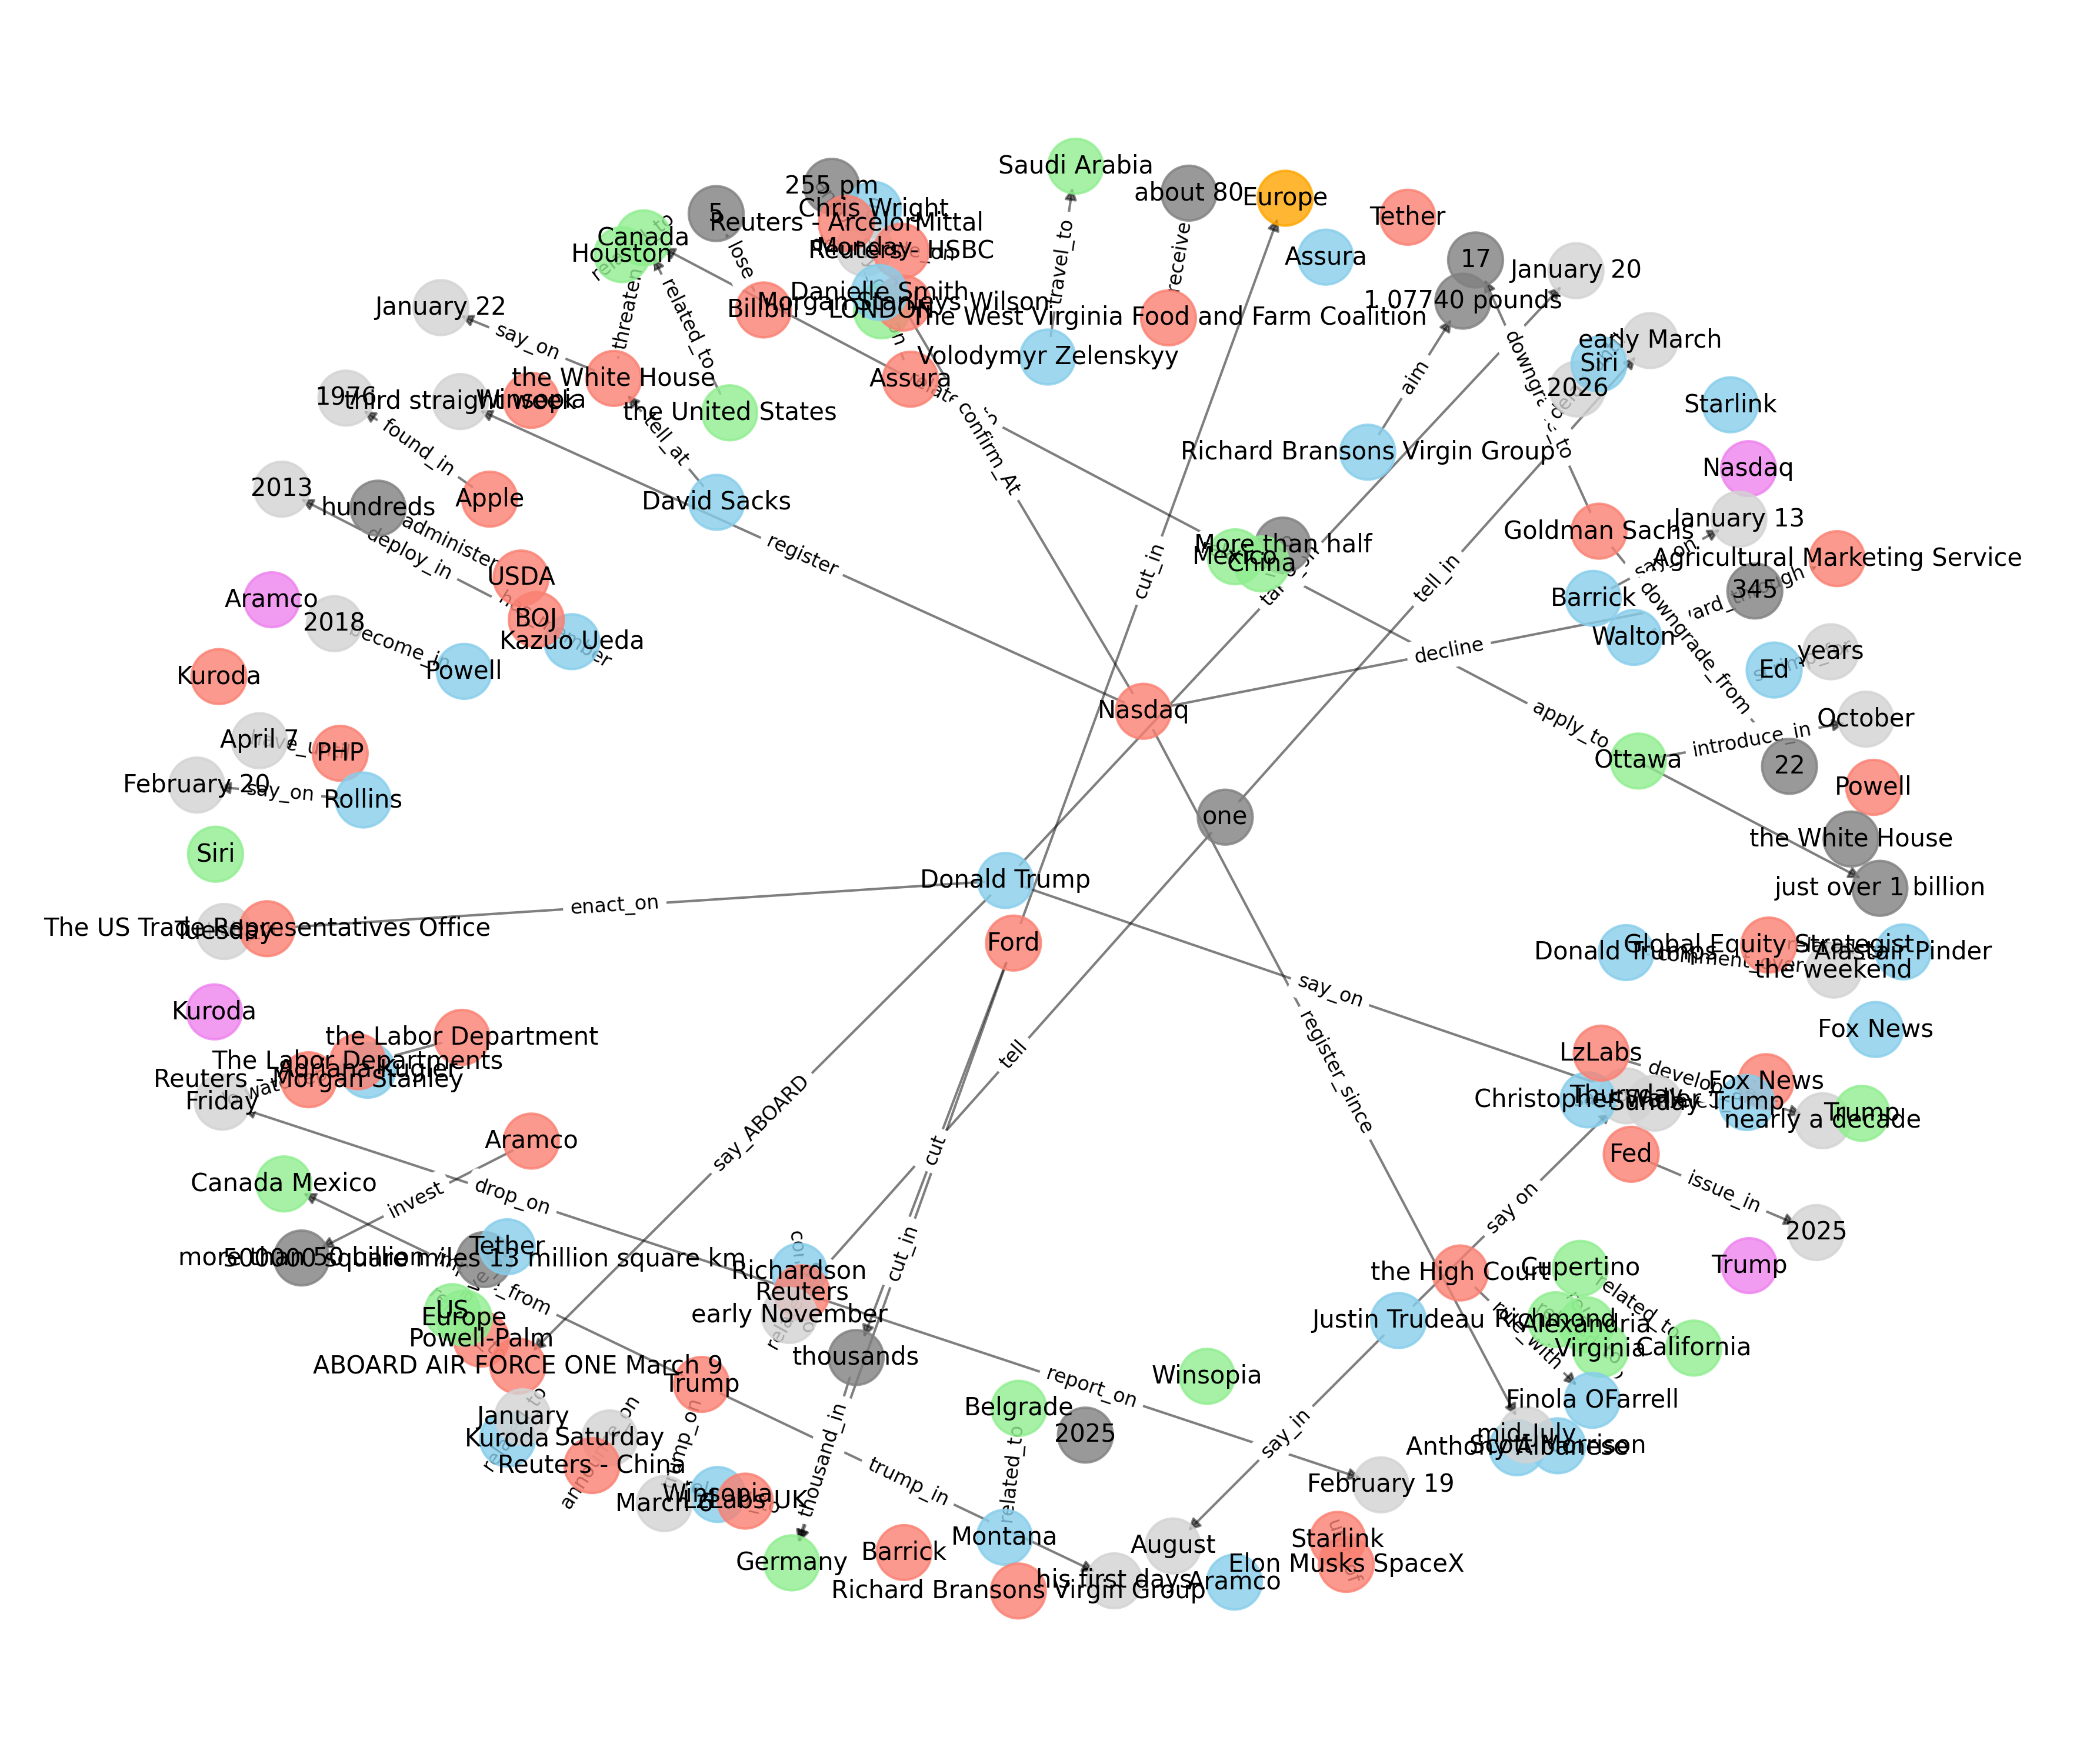 Saudi Arabia
255 pm
about 80
Europe
Chris Wright
5
Tether
Reuters - ArcelorMittal
Canada
Monday
Reuters - HSBC
Houston
Assura
17
January 20
travel_to
receive
lose
threaten
Danielle Smith
January 22
Bilibili
Morgan Stanleys Wilson
1.07740 pounds
LONDON
The West Virginia Food and Farm Coalition
related_to
say_on
early March
Volodymyr Zelenskyy
Siri
the White House
Assura
aim
2026
1976
third straight week
Winsopia
the United States
Starlink
found_in
tell_at
confirm_At
Richard Bransons Virgin Group
Nasdaq
2013
Apple
David Sacks
hundreds
January 13
administer
deploy_in
register
More than half
Goldman Sachs
Mexico
China
Agricultural Marketing Service
USDA
cut_in
tell_in
345
Aramco
Barrick
2018
BOJ
Kazuo Ueda
become_in
Walton
downgrade_from
decline
years
Powell
Ed
Kuroda
Nasdaq
apply_to
October
April 7
PHP
introduce_in
Ottawa
22
February 20
say_on
Rollins
Powell
one
the White House
Siri
Donald Trump
just over 1 billion
enact_on
The US Trade Representatives Office
Tuesday
Ford
Donald Trumps
Global Equity Strategist
Alastair Pinder
the weekend
say_on
Kuroda
Fox News
the Labor Department
register_since
tell
LzLabs
The Labor Departments
Adriana Kugler
Reuters - Morgan Stanley
develop
Fox News
Friday
say_ABOARD
Christopher Waller
Thursday
Sunday
Trump
Trump
nearly a decade
Aramco
cut
Fed
Canada Mexico
invest
drop_on
say on
issue_in
2025
Tether
more than 50 billion
500000 square miles 13 million square km
cut_in
Richardson
the High Court
Cupertino
Trump
Reuters
US
Europe
early November
Justin Trudeau
Richmond
Alexandria
related_to
Powell-Palm
thousands
Virginia
California
ABOARD AIR FORCE ONE March 9
Trump
report_on
Winsopia
Finola OFarrell
January
Belgrade
Kuroda
Saturday
2025
say_in
mid-July
Anthony Albanese
Scott Morrison
Reuters - China
thousand_in
trump_in
related_to
February 19
March 6
Winsopia
LzLabs UK
Montana
August
Starlink
Germany
Barrick
Elon Musks SpaceX
his first days
Aramco
Richard Bransons Virgin Group